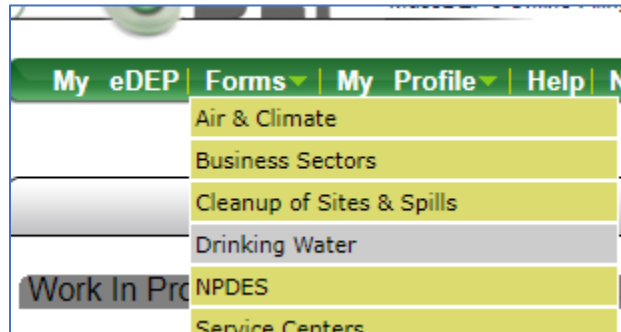 My eDEP| Forms | My Profile | Help|
Air & Climate
Business Sectors
Cleanup of Sites & Spills
Drinking Water
Work In Pro
NPDES
Service Centers